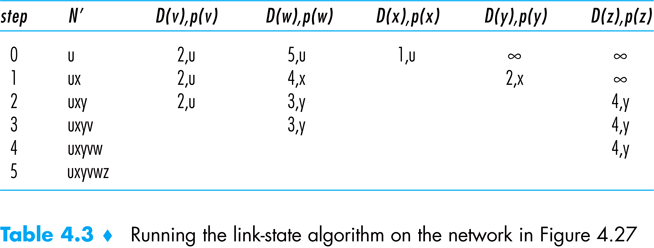 step N′ D(v),p(v) D(w),p(w) D(x),p(x) D(y),p(y) D(z),p(z)
0 u 2,u 5,u 1,u ∞ ∞
1 ux 2,u 4,x 2,x ∞
2 uxy 2,u 3,y 4,y
3 uxyv 3,y 4,y
4 uxyvw 4,y
5 uxyvwz
Table 4.3 ♦ Running the link-state algorithm on the network in Figure 4.27